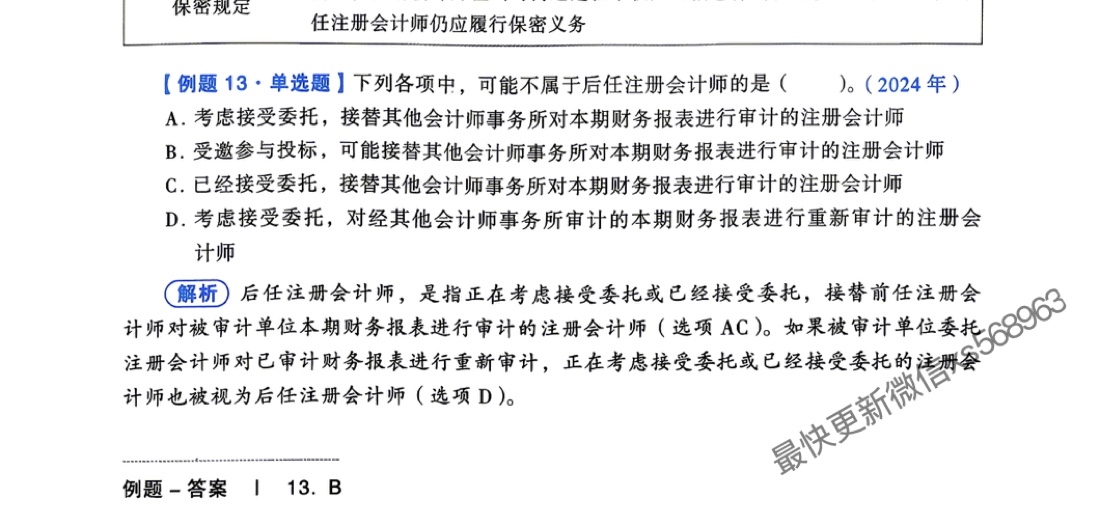 保密规定
任注册会计师仍应履行保密义务
【例题 13·单选题】下列各项中，可能不属于后任注册会计师的是（　　）。（2024 年）
A. 考虑接受委托，接替其他会计师事务所对本期财务报表进行审计的注册会计师
B. 受邀参与投标，可能接替其他会计师事务所对本期财务报表进行审计的注册会计师
C. 已经接受委托，接替其他会计师事务所对本期财务报表进行审计的注册会计师
D. 考虑接受委托，对经其他会计师事务所审计的本期财务报表进行重新审计的注册会
计师
解析 后任注册会计师，是指正在考虑接受委托或已经接受委托，接替前任注册会
计师对被审计单位本期财务报表进行审计的注册会计师（选项 AC）。如果被审计单位委托
注册会计师对已审计财务报表进行重新审计，正在考虑接受委托或已经接受委托的注册会
计师也被视为后任注册会计师（选项 D）。
最快更新微信xs568963
例题－答案 | 13. B